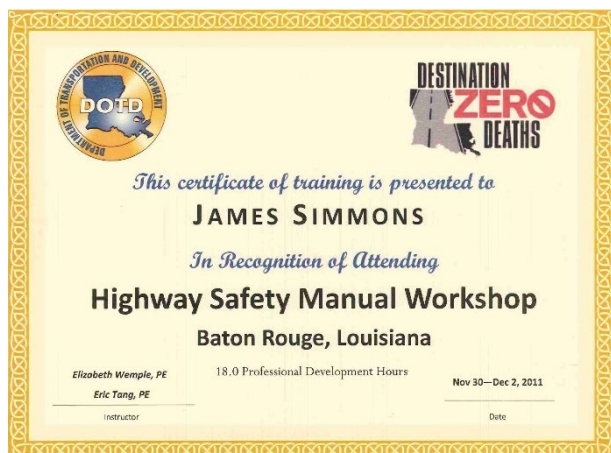 DEPARTMENT OF TRANSPORTATION AND DEVELOPMENT
DOTD
DESTINATION
ZERO
DEATHS
This certificate of training is presented to
JAMES SIMMONS
In Recognition of Attending
Highway Safety Manual Workshop
Baton Rouge, Louisiana
18.0 Professional Development Hours
Elizabeth Wemple, PE
Eric Tang, PE
Instructor
Nov 30—Dec 2, 2011
Date